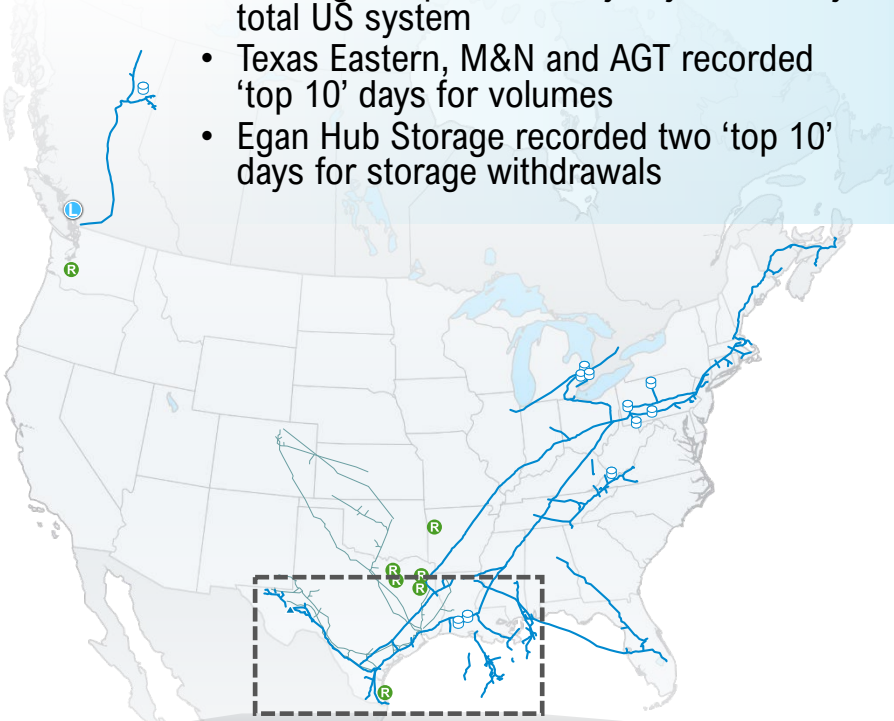 total US system
• Texas Eastern, M&N and AGT recorded
‘top 10’ days for volumes
• Egan Hub Storage recorded two ‘top 10’
days for storage withdrawals
L
R
R
R
R
R
R
R